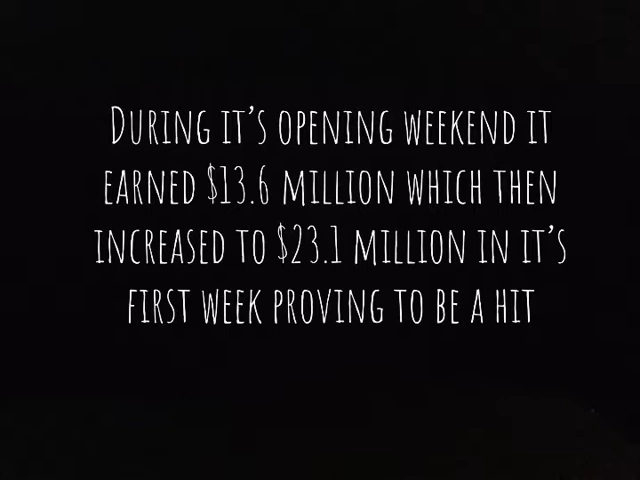 During it's opening weekend it
earned $13.6 million which then
increased to $23.1 million in it's
first week proving to be a hit